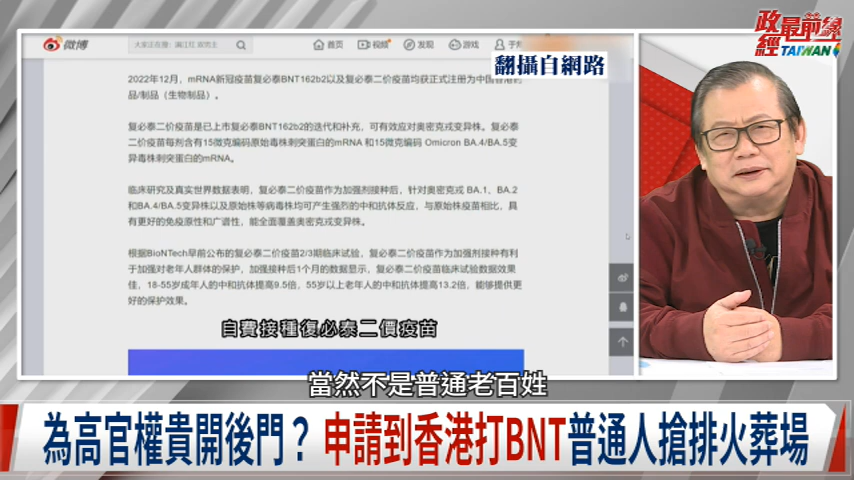 政經最前線
TAIWAN
微博
大家正在搜：满江红 致男主
首页
视频
发现
游戏
翻攝自網路
2022年12月，mRNA新冠疫苗复必泰BNT162b2以及复必泰二价疫苗均获正式注册为中国香港药
品/制品（生物制品）。
复必泰二价疫苗是已上市复必泰BNT162b2的迭代和补充，可有效应对奥密克戎变异株。复必泰
二价疫苗每剂含有15微克编码原始毒株刺突蛋白的mRNA 和15微克编码 Omicron BA.4/BA.5变
异毒株刺突蛋白的mRNA。
临床研究及真实世界数据表明，复必泰二价疫苗作为加强剂接种后，针对奥密克戎 BA.1、BA.2
和BA.4/BA.5变异株以及原始株等病毒株均可产生强烈的中和抗体反应，与原始株疫苗相比，具
有更好的免疫原性和广谱性，能全面覆盖奥密克戎变异株。
根据BioNTech早前公布的复必泰二价疫苗2/3期临床试验，复必泰二价疫苗作为加强剂接种有利
于加强对老年人群体的保护，加强接种后1个月的数据显示，复必泰二价疫苗临床试验数据效果
佳，18-55岁成年人的中和抗体提高9.5倍，55岁以上老年人的中和抗体提高13.2倍，能够提供更
好的保护效果。
自費接種復必泰二價疫苗
當然不是普通老百姓
為高官權貴開後門？申請到香港打BNT普通人搶排火葬場